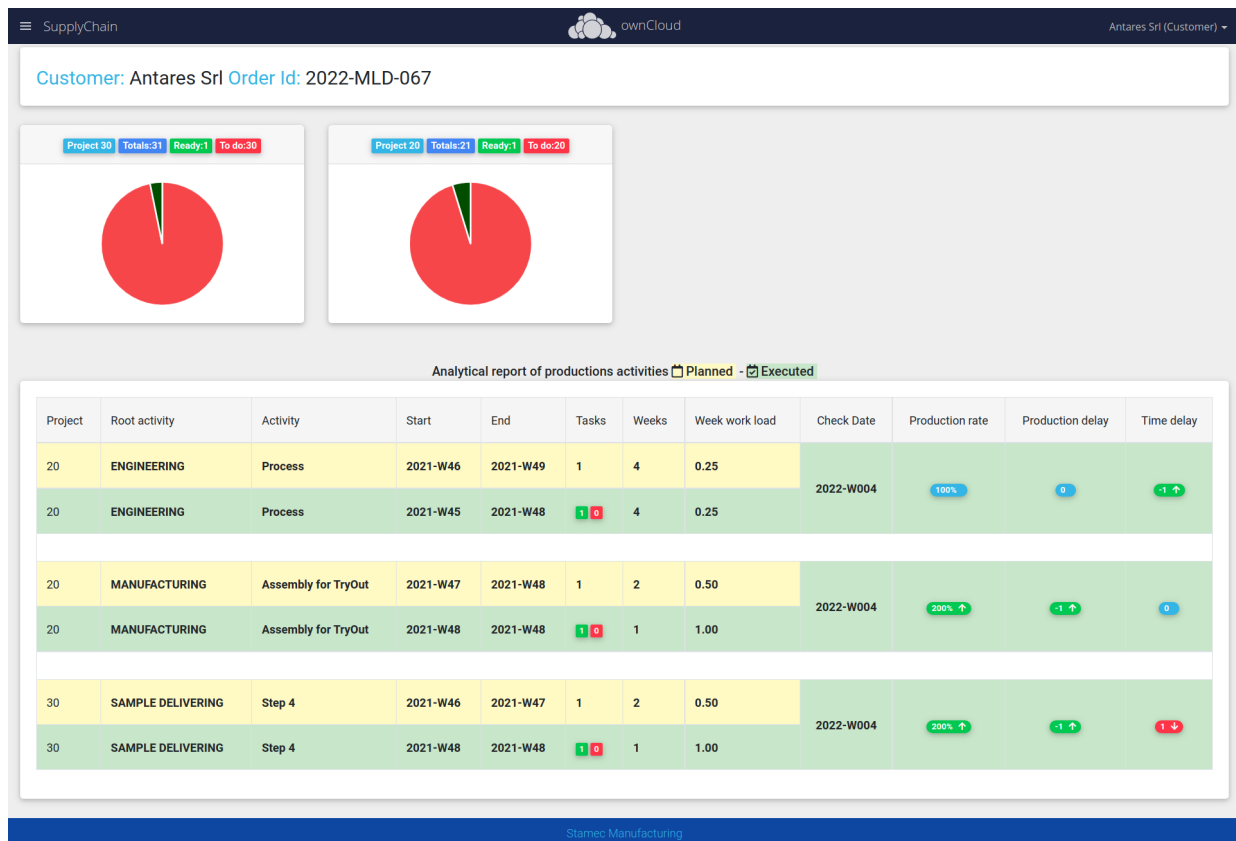 SupplyChain ownCloud Antares Srl (Customer)
Customer: Antares Srl Order Id: 2022-MLD-067
Project 30 Totals:31 Ready:1 To do:30
Project 20 Totals:21 Ready:1 To do:20
Analytical report of productions activities Planned - Executed
Project Root activity Activity Start End Tasks Weeks Week work load Check Date Production rate Production delay Time delay
20 ENGINEERING Process 2021-W46 2021-W49 1 4 0.25
2022-W004 100% 0 -1
20 ENGINEERING Process 2021-W45 2021-W48 1 0 4 0.25
20 MANUFACTURING Assembly for TryOut 2021-W47 2021-W48 1 2 0.50
2022-W004 200% -1 0
20 MANUFACTURING Assembly for TryOut 2021-W48 2021-W48 1 0 1 1.00
30 SAMPLE DELIVERING Step 4 2021-W46 2021-W47 1 2 0.50
2022-W004 200% -1 1
30 SAMPLE DELIVERING Step 4 2021-W48 2021-W48 1 0 1 1.00
Stamec Manufacturing